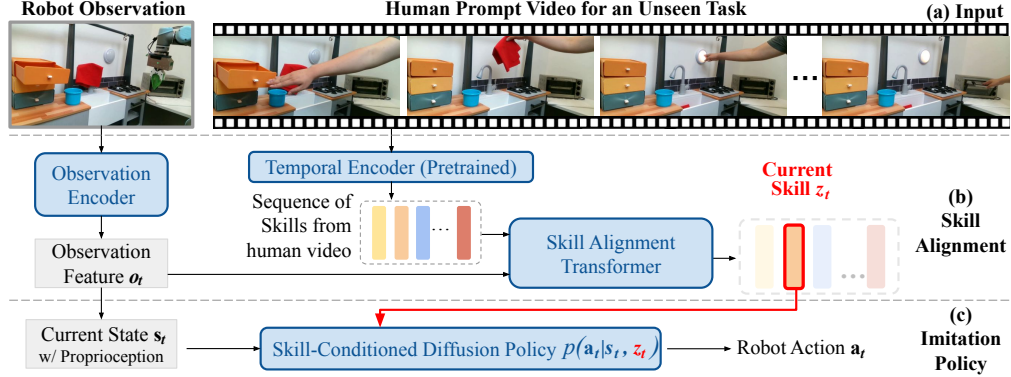 Robot Observation
Human Prompt Video for an Unseen Task
(a) Input
Observation
Encoder
Temporal Encoder (Pretrained)
Current
Skill z_t
Sequence of
Skills from
human video
Skill Alignment
Transformer
(b)
Skill
Alignment
Observation
Feature o_t
Current State s_t
w/ Proprioception
Skill-Conditioned Diffusion Policy p(a_t|s_t, z_t)
Robot Action a_t
(c)
Imitation
Policy